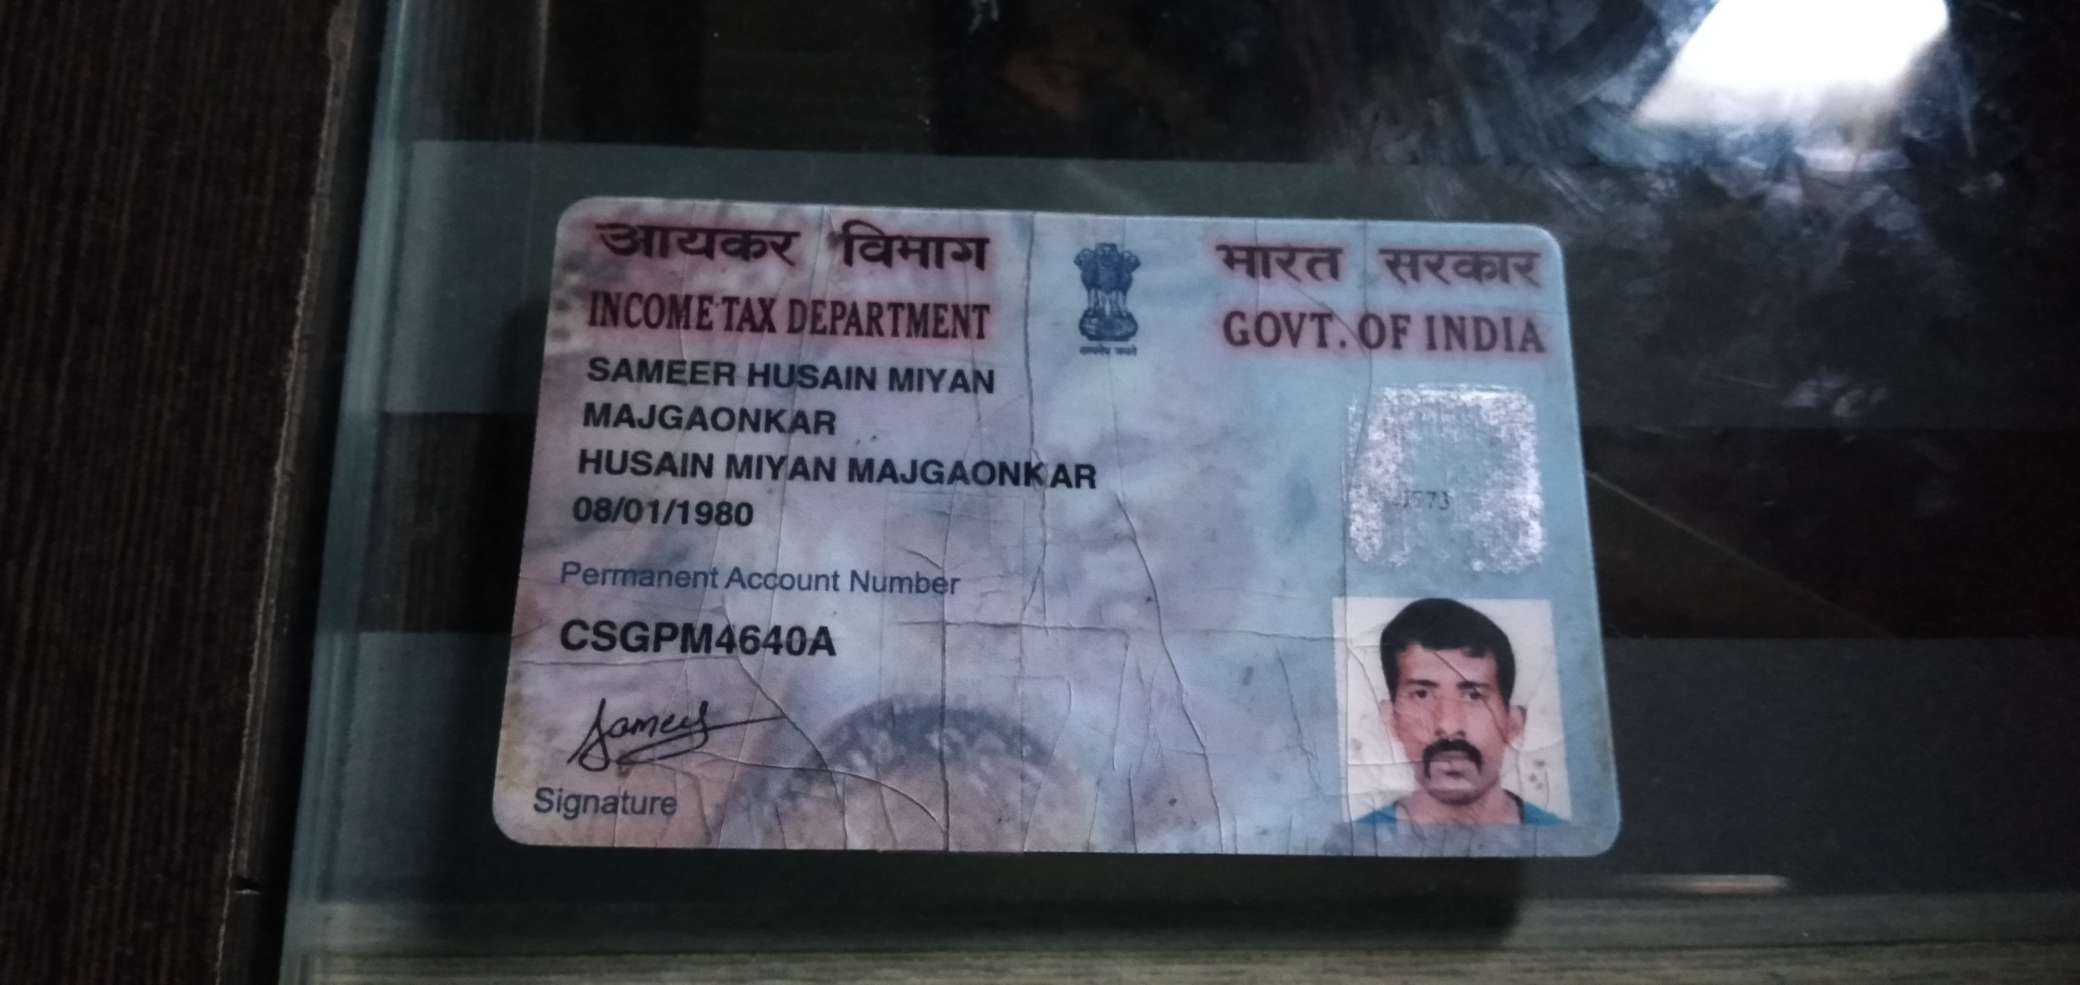 आयकर विभाग भारत सरकार
INCOME TAX DEPARTMENT GOVT. OF INDIA
SAMEER HUSAIN MIYAN
MAJGAONKAR
HUSAIN MIYAN MAJGAONKAR
08/01/1980
Permanent Account Number
CSGPM4640A
Sameer
Signature